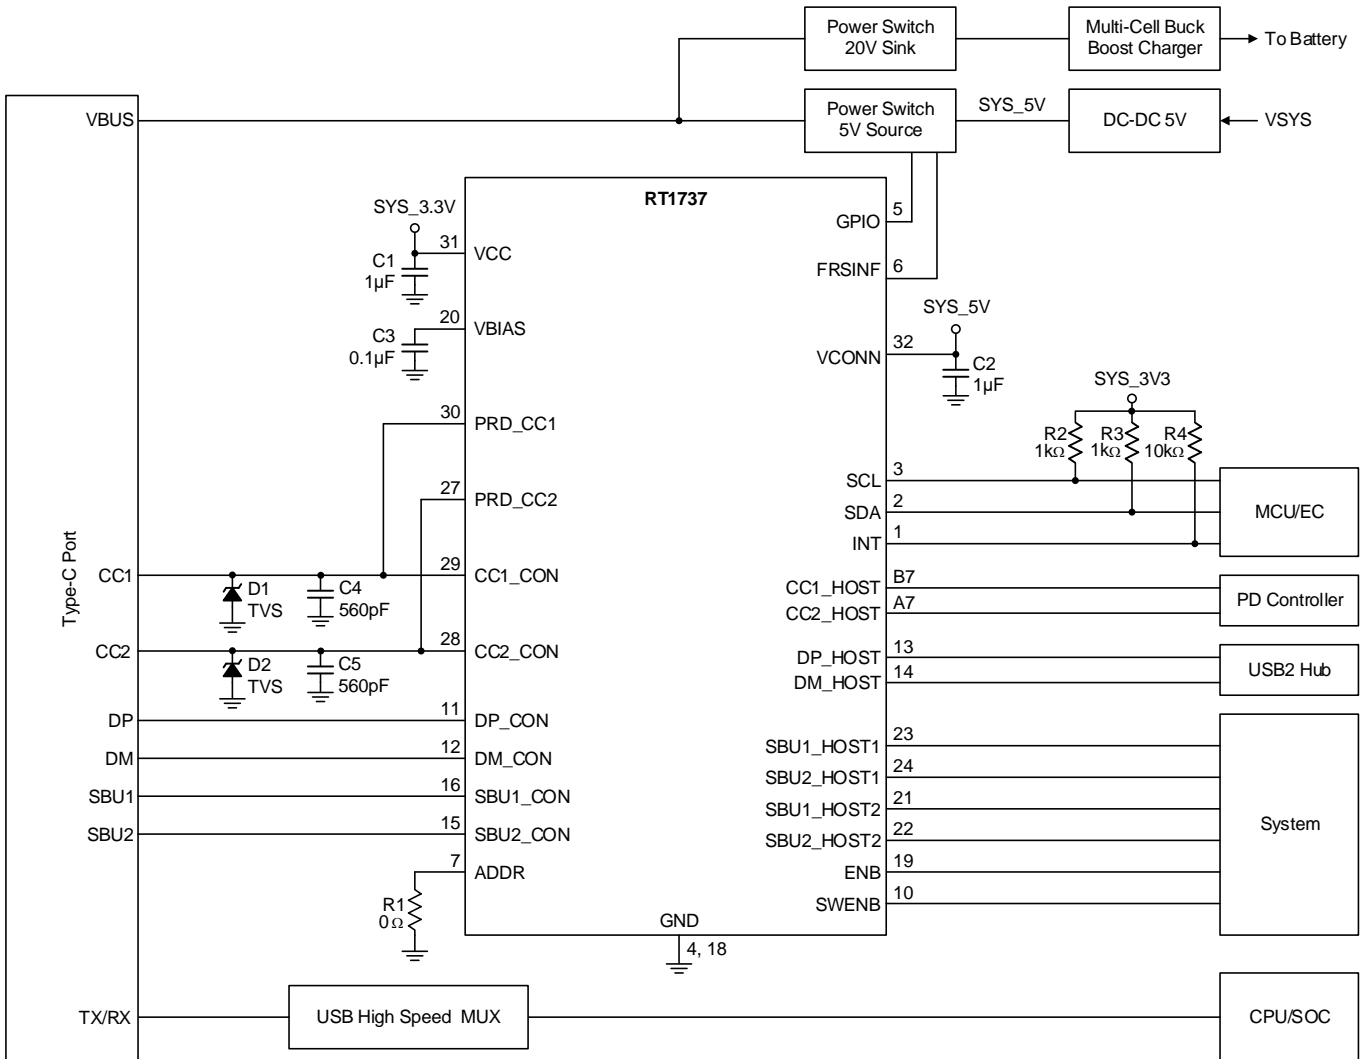 Power Switch
20V Sink
Multi-Cell Buck
Boost Charger
To Battery
VBUS
Power Switch
5V Source
SYS_5V
DC-DC 5V
VSYS
RT1737
SYS_3.3V
5
GPIO
31
VCC
C1
1µF
6
FRSINF
20
VBIAS
C3
0.1µF
SYS_5V
32
VCONN
C2
1µF
SYS_3V3
30
PRD_CC1
R2
1kΩ
R3
1kΩ
R4
10kΩ
27
PRD_CC2
3
SCL
2
SDA
1
INT
MCU/EC
Type-C Port
CC1
D1
TVS
C4
560pF
29
CC1_CON
B7
CC1_HOST
A7
CC2_HOST
PD Controller
CC2
D2
TVS
C5
560pF
28
CC2_CON
13
DP_HOST
14
DM_HOST
USB2 Hub
DP
11
DP_CON
DM
12
DM_CON
SBU1
16
SBU1_CON
SBU2
15
SBU2_CON
7
ADDR
R1
0Ω
23
SBU1_HOST1
24
SBU2_HOST1
21
SBU1_HOST2
22
SBU2_HOST2
19
ENB
10
SWENB
System
GND
4, 18
TX/RX
USB High Speed MUX
CPU/SOC